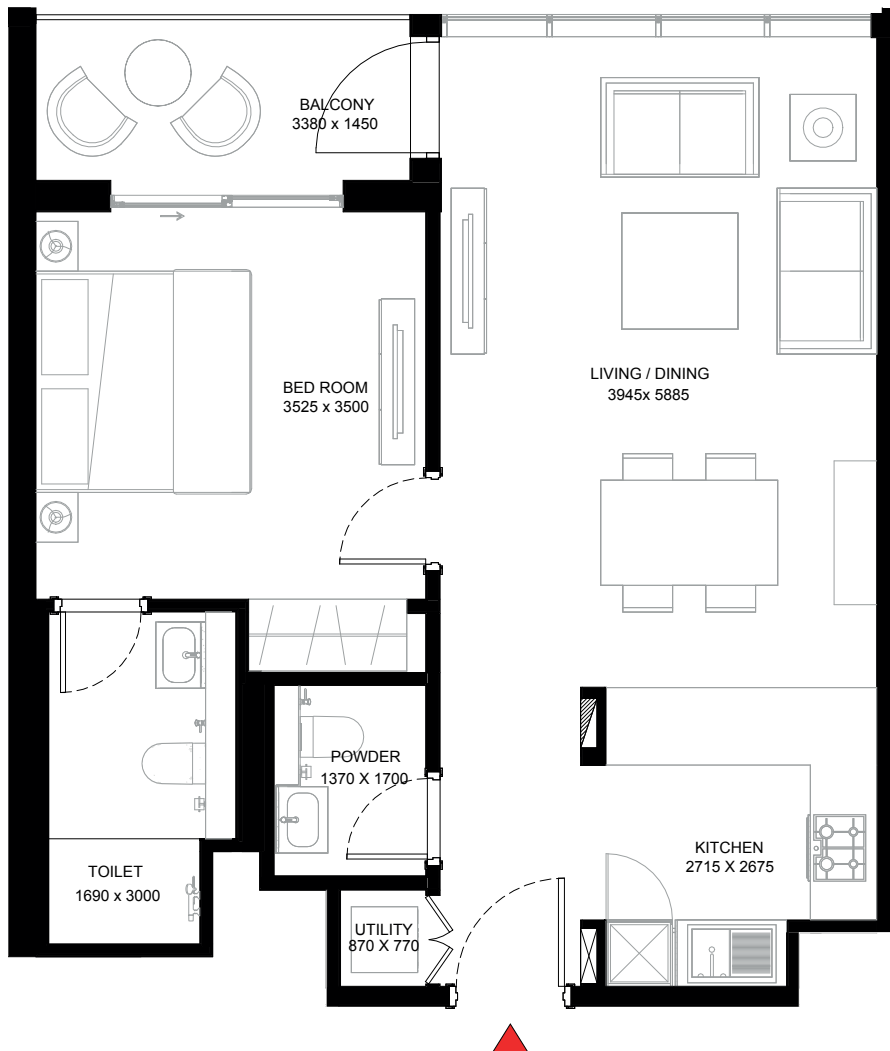 BALCONY
3380 x 1450
LIVING / DINING
3945x 5885
BED ROOM
3525 x 3500
POWDER
1370 X 1700
KITCHEN
2715 X 2675
TOILET
1690 x 3000
UTILITY
870 X 770